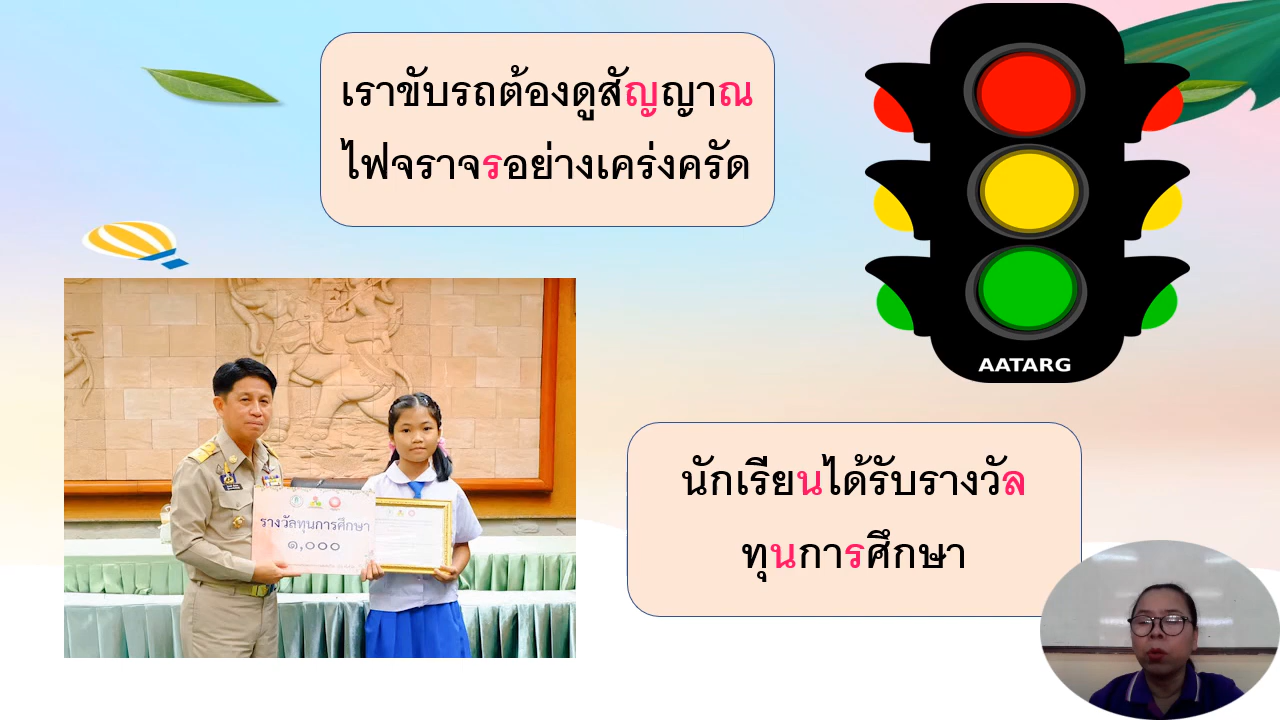 เราขับรถต้องดูสัญญาณ
ไฟจราจรอย่างเคร่งครัด
AATARG
นักเรียนได้รับรางวัล
ทุนการศึกษา
รางวัลทุนการศึกษา
๑,๐๐๐